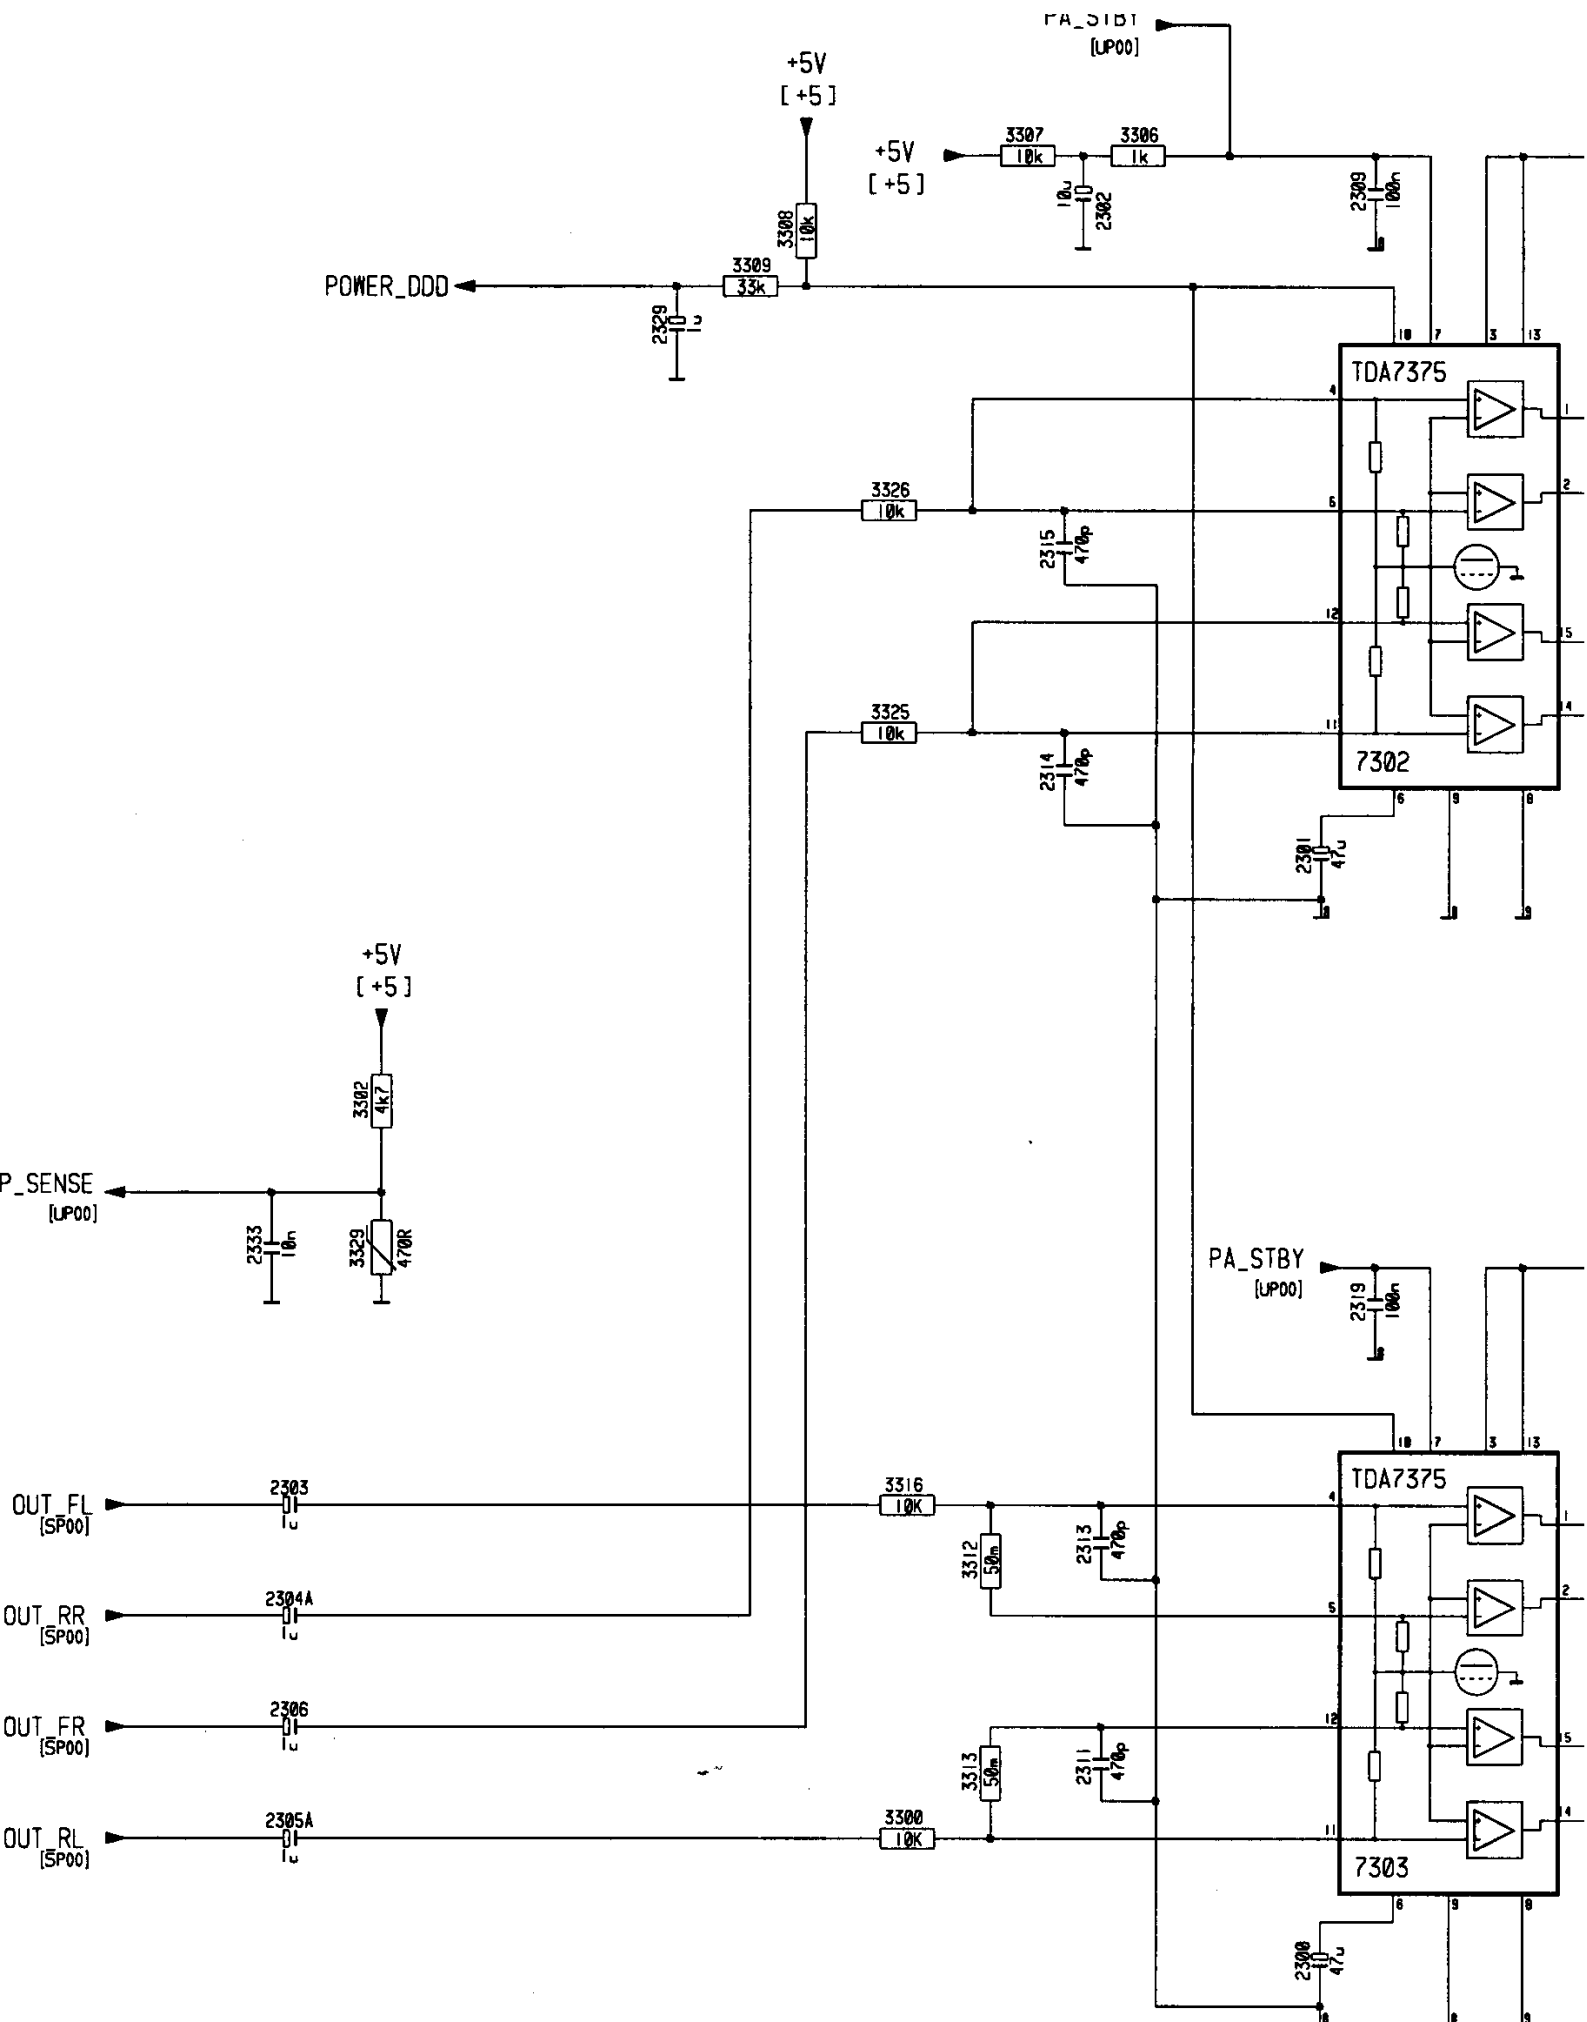 PA_STBY
[UP00]
+5V
[+5]
3307
10k
3306
1k
+5V
[+5]
10u
2302
2309
100n
3308
10k
POWER_DDD
3309
33k
2329
1u
10
7
3
13
TDA7375
4
1
3326
10k
5
2
2315
470p
12
15
3325
10k
11
14
2314
470p
7302
6
9
8
2301
47u
+5V
[+5]
3302
4k7
P_SENSE
[UP00]
2333
10n
3329
470R
PA_STBY
[UP00]
2319
100n
10
7
3
13
TDA7375
OUT_FL
[SP00]
2303
1u
3316
10K
4
1
3312
50m
2313
470p
OUT_RR
[SP00]
2304A
1u
5
2
OUT_FR
[SP00]
2306
1u
12
15
3313
50m
2311
470p
OUT_RL
[SP00]
2305A
1u
3300
10K
11
14
7303
6
9
8
2300
47u